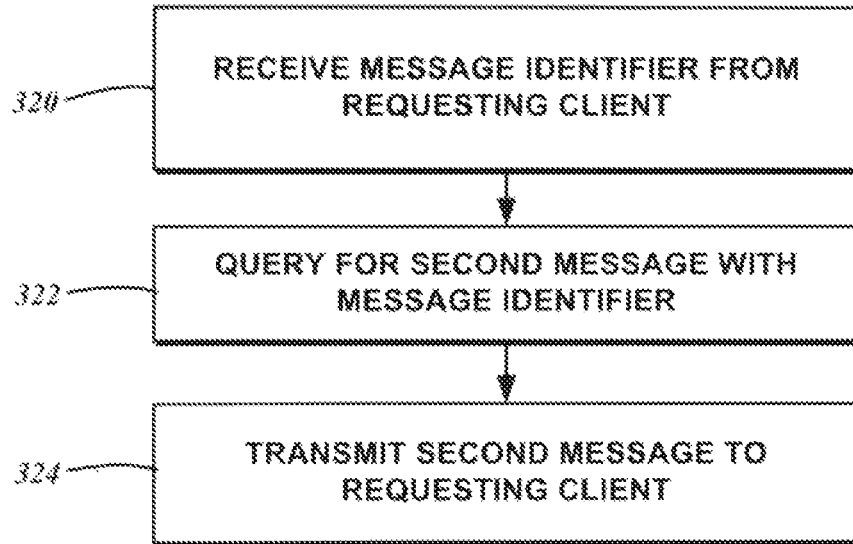 320
RECEIVE MESSAGE IDENTIFIER FROM
REQUESTING CLIENT
322
QUERY FOR SECOND MESSAGE WITH
MESSAGE IDENTIFIER
324
TRANSMIT SECOND MESSAGE TO
REQUESTING CLIENT